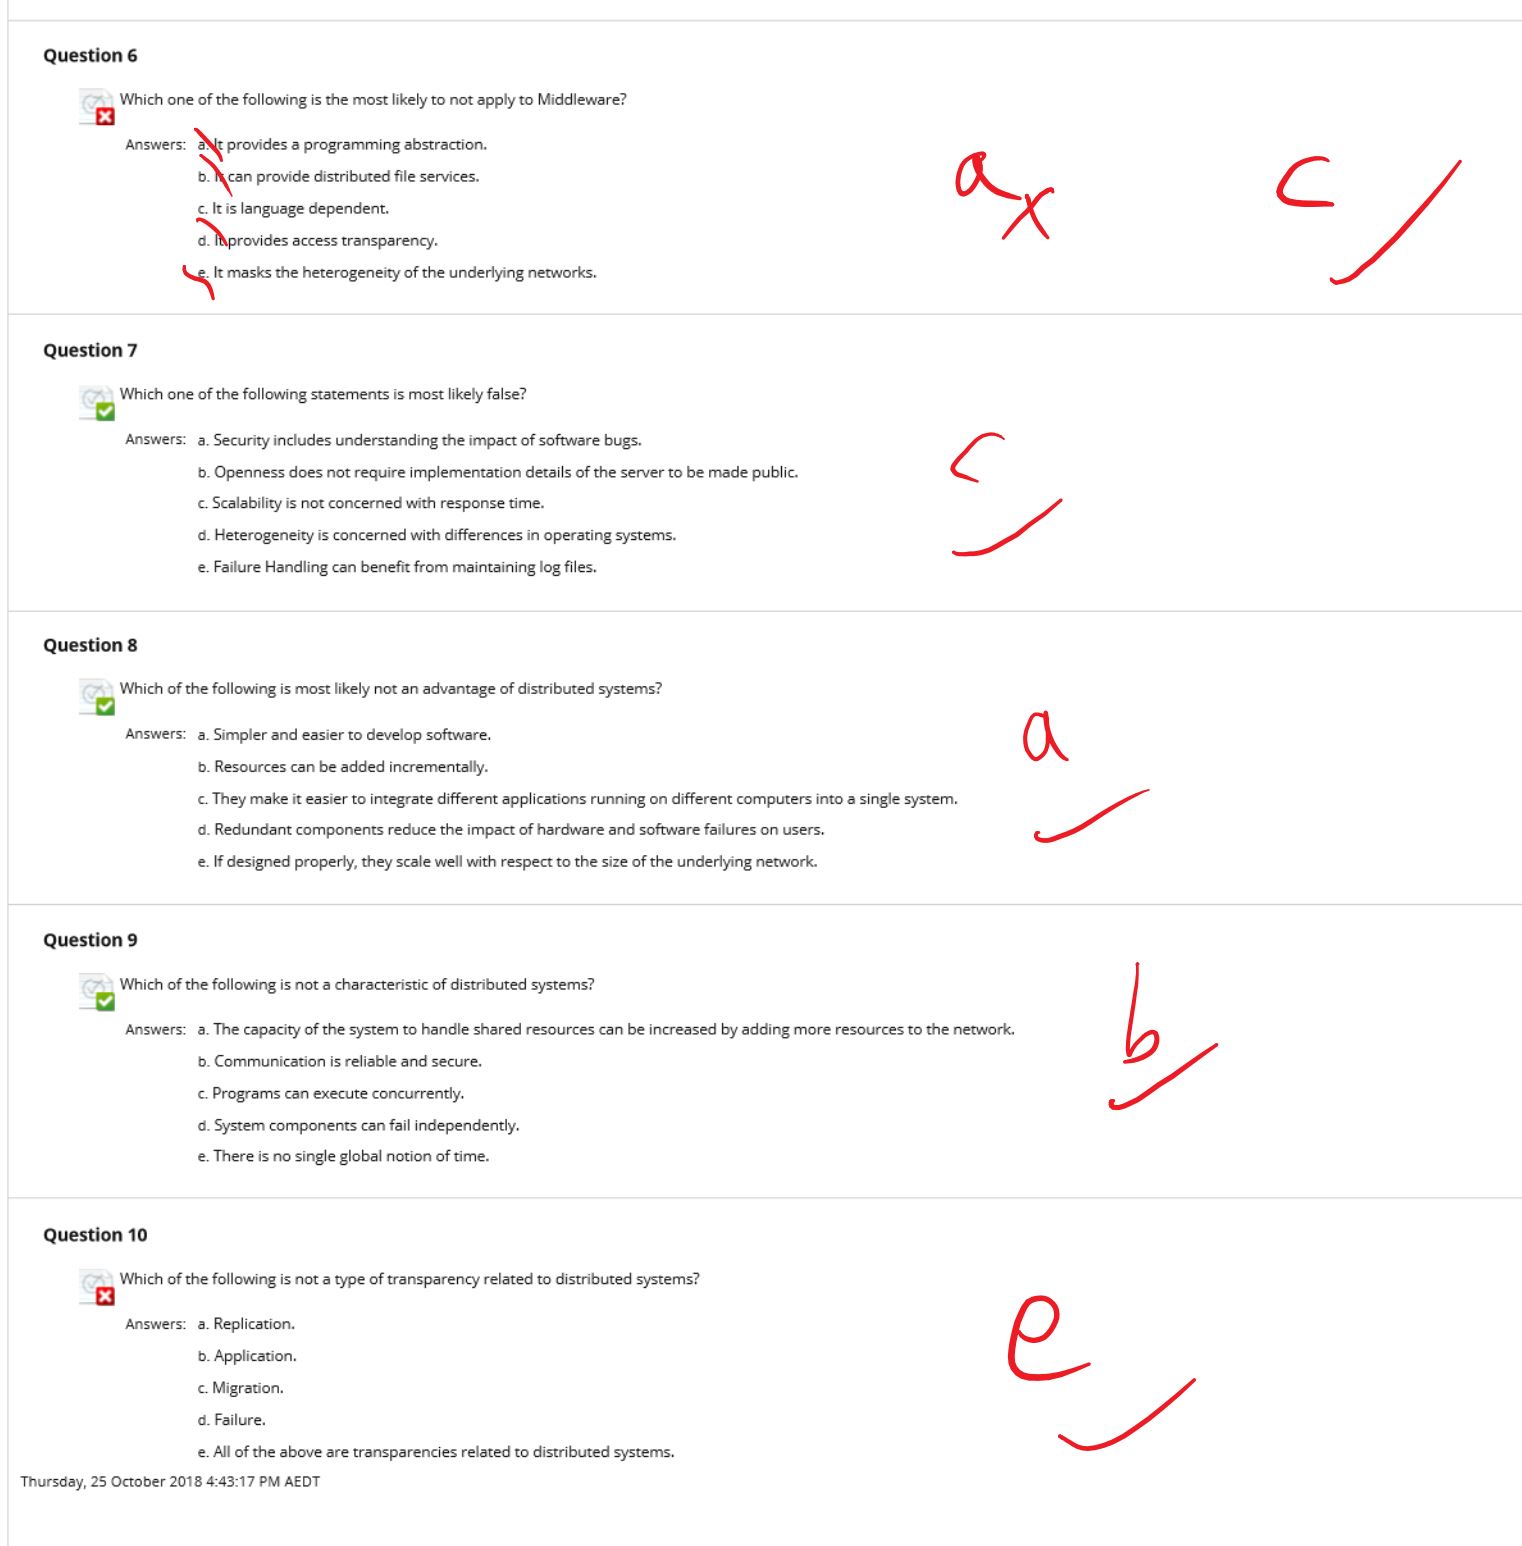 Question 6
Which one of the following is the most likely to not apply to Middleware?
Answers: a. It provides a programming abstraction.
b. It can provide distributed file services.
c. It is language dependent.
d. It provides access transparency.
e. It masks the heterogeneity of the underlying networks.
a x c
Question 7
Which one of the following statements is most likely false?
Answers: a. Security includes understanding the impact of software bugs.
b. Openness does not require implementation details of the server to be made public.
c. Scalability is not concerned with response time.
d. Heterogeneity is concerned with differences in operating systems.
e. Failure Handling can benefit from maintaining log files.
c
Question 8
Which of the following is most likely not an advantage of distributed systems?
Answers: a. Simpler and easier to develop software.
b. Resources can be added incrementally.
c. They make it easier to integrate different applications running on different computers into a single system.
d. Redundant components reduce the impact of hardware and software failures on users.
e. If designed properly, they scale well with respect to the size of the underlying network.
a
Question 9
Which of the following is not a characteristic of distributed systems?
Answers: a. The capacity of the system to handle shared resources can be increased by adding more resources to the network.
b. Communication is reliable and secure.
c. Programs can execute concurrently.
d. System components can fail independently.
e. There is no single global notion of time.
b
Question 10
Which of the following is not a type of transparency related to distributed systems?
Answers: a. Replication.
b. Application.
c. Migration.
d. Failure.
e. All of the above are transparencies related to distributed systems.
e
Thursday, 25 October 2018 4:43:17 PM AEDT